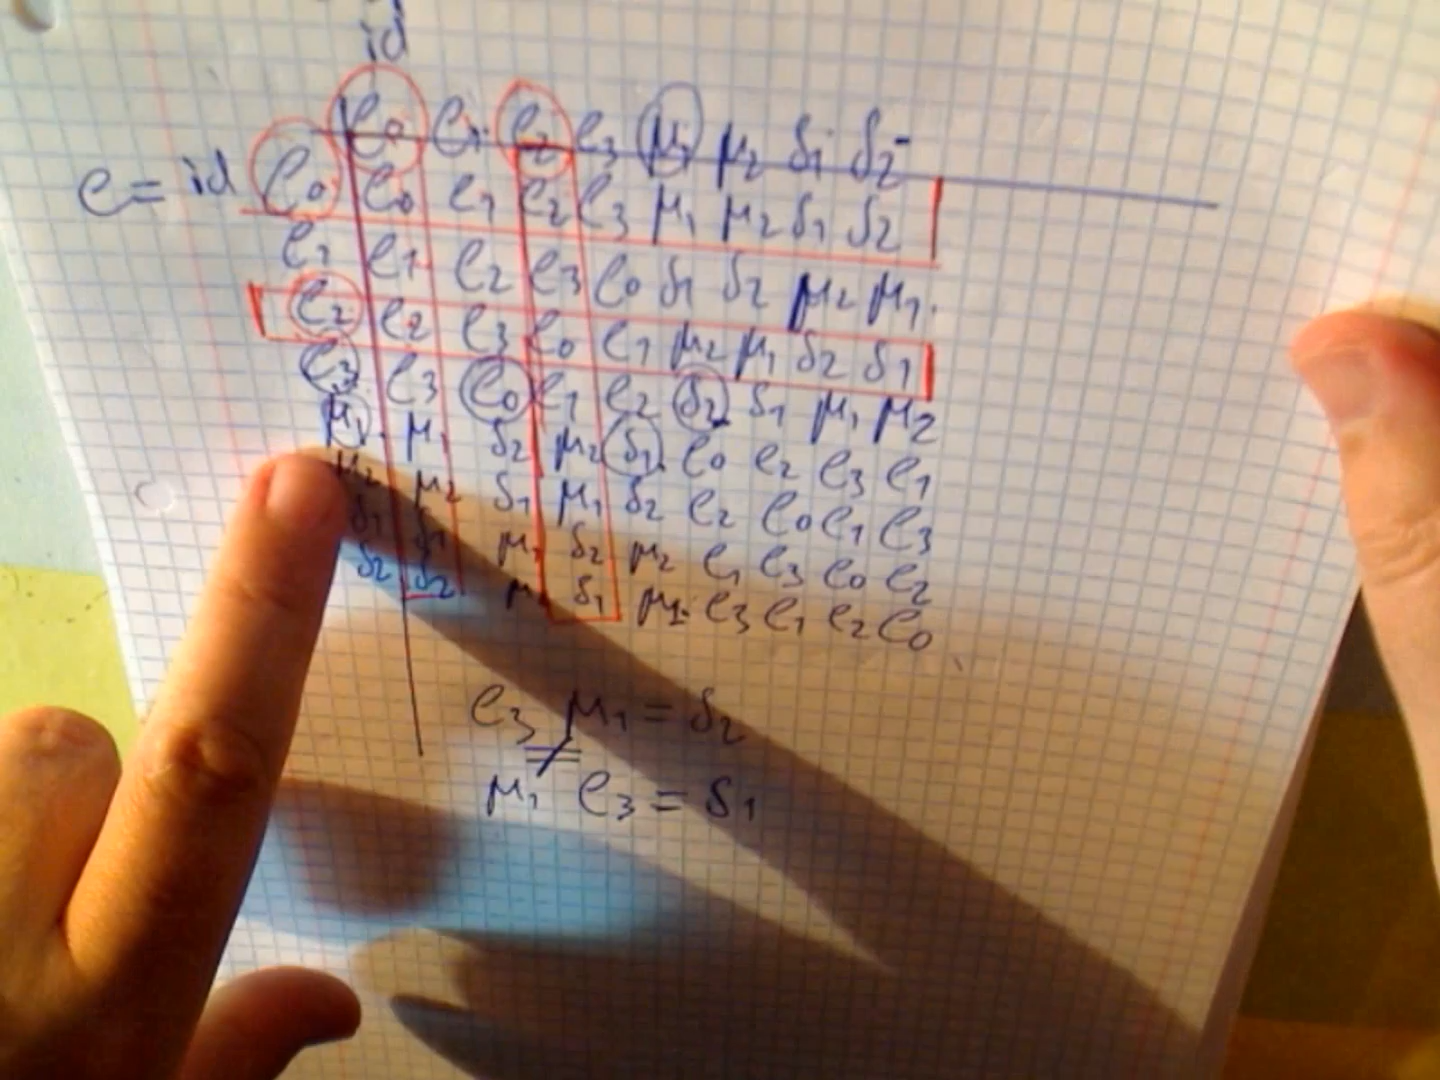 id
e₀ e₁ e₂ e₃ μ₁ μ₂ δ₁ δ₂
e = id e₀ e₀ e₁ e₂ e₃ μ₁ μ₂ δ₁ δ₂
e₁ e₁ e₂ e₃ e₀ δ₁ δ₂ μ₂ μ₁
e₂ e₂ e₃ e₀ e₁ μ₂ μ₁ δ₂ δ₁
e₃ e₃ e₀ e₁ e₂ δ₂ δ₁ μ₁ μ₂
μ₁ μ₁ δ₂ μ₂ δ₁ e₀ e₂ e₃ e₁
μ₂ μ₂ δ₁ μ₁ δ₂ e₂ e₀ e₁ e₃
δ₁ δ₁ μ₁ δ₂ μ₂ e₁ e₃ e₀ e₂
δ₂ δ₂ δ₁ μ₁ e₃ e₁ e₂ e₀
e₃ μ₁ = δ₂
≠
μ₁ e₃ = δ₁